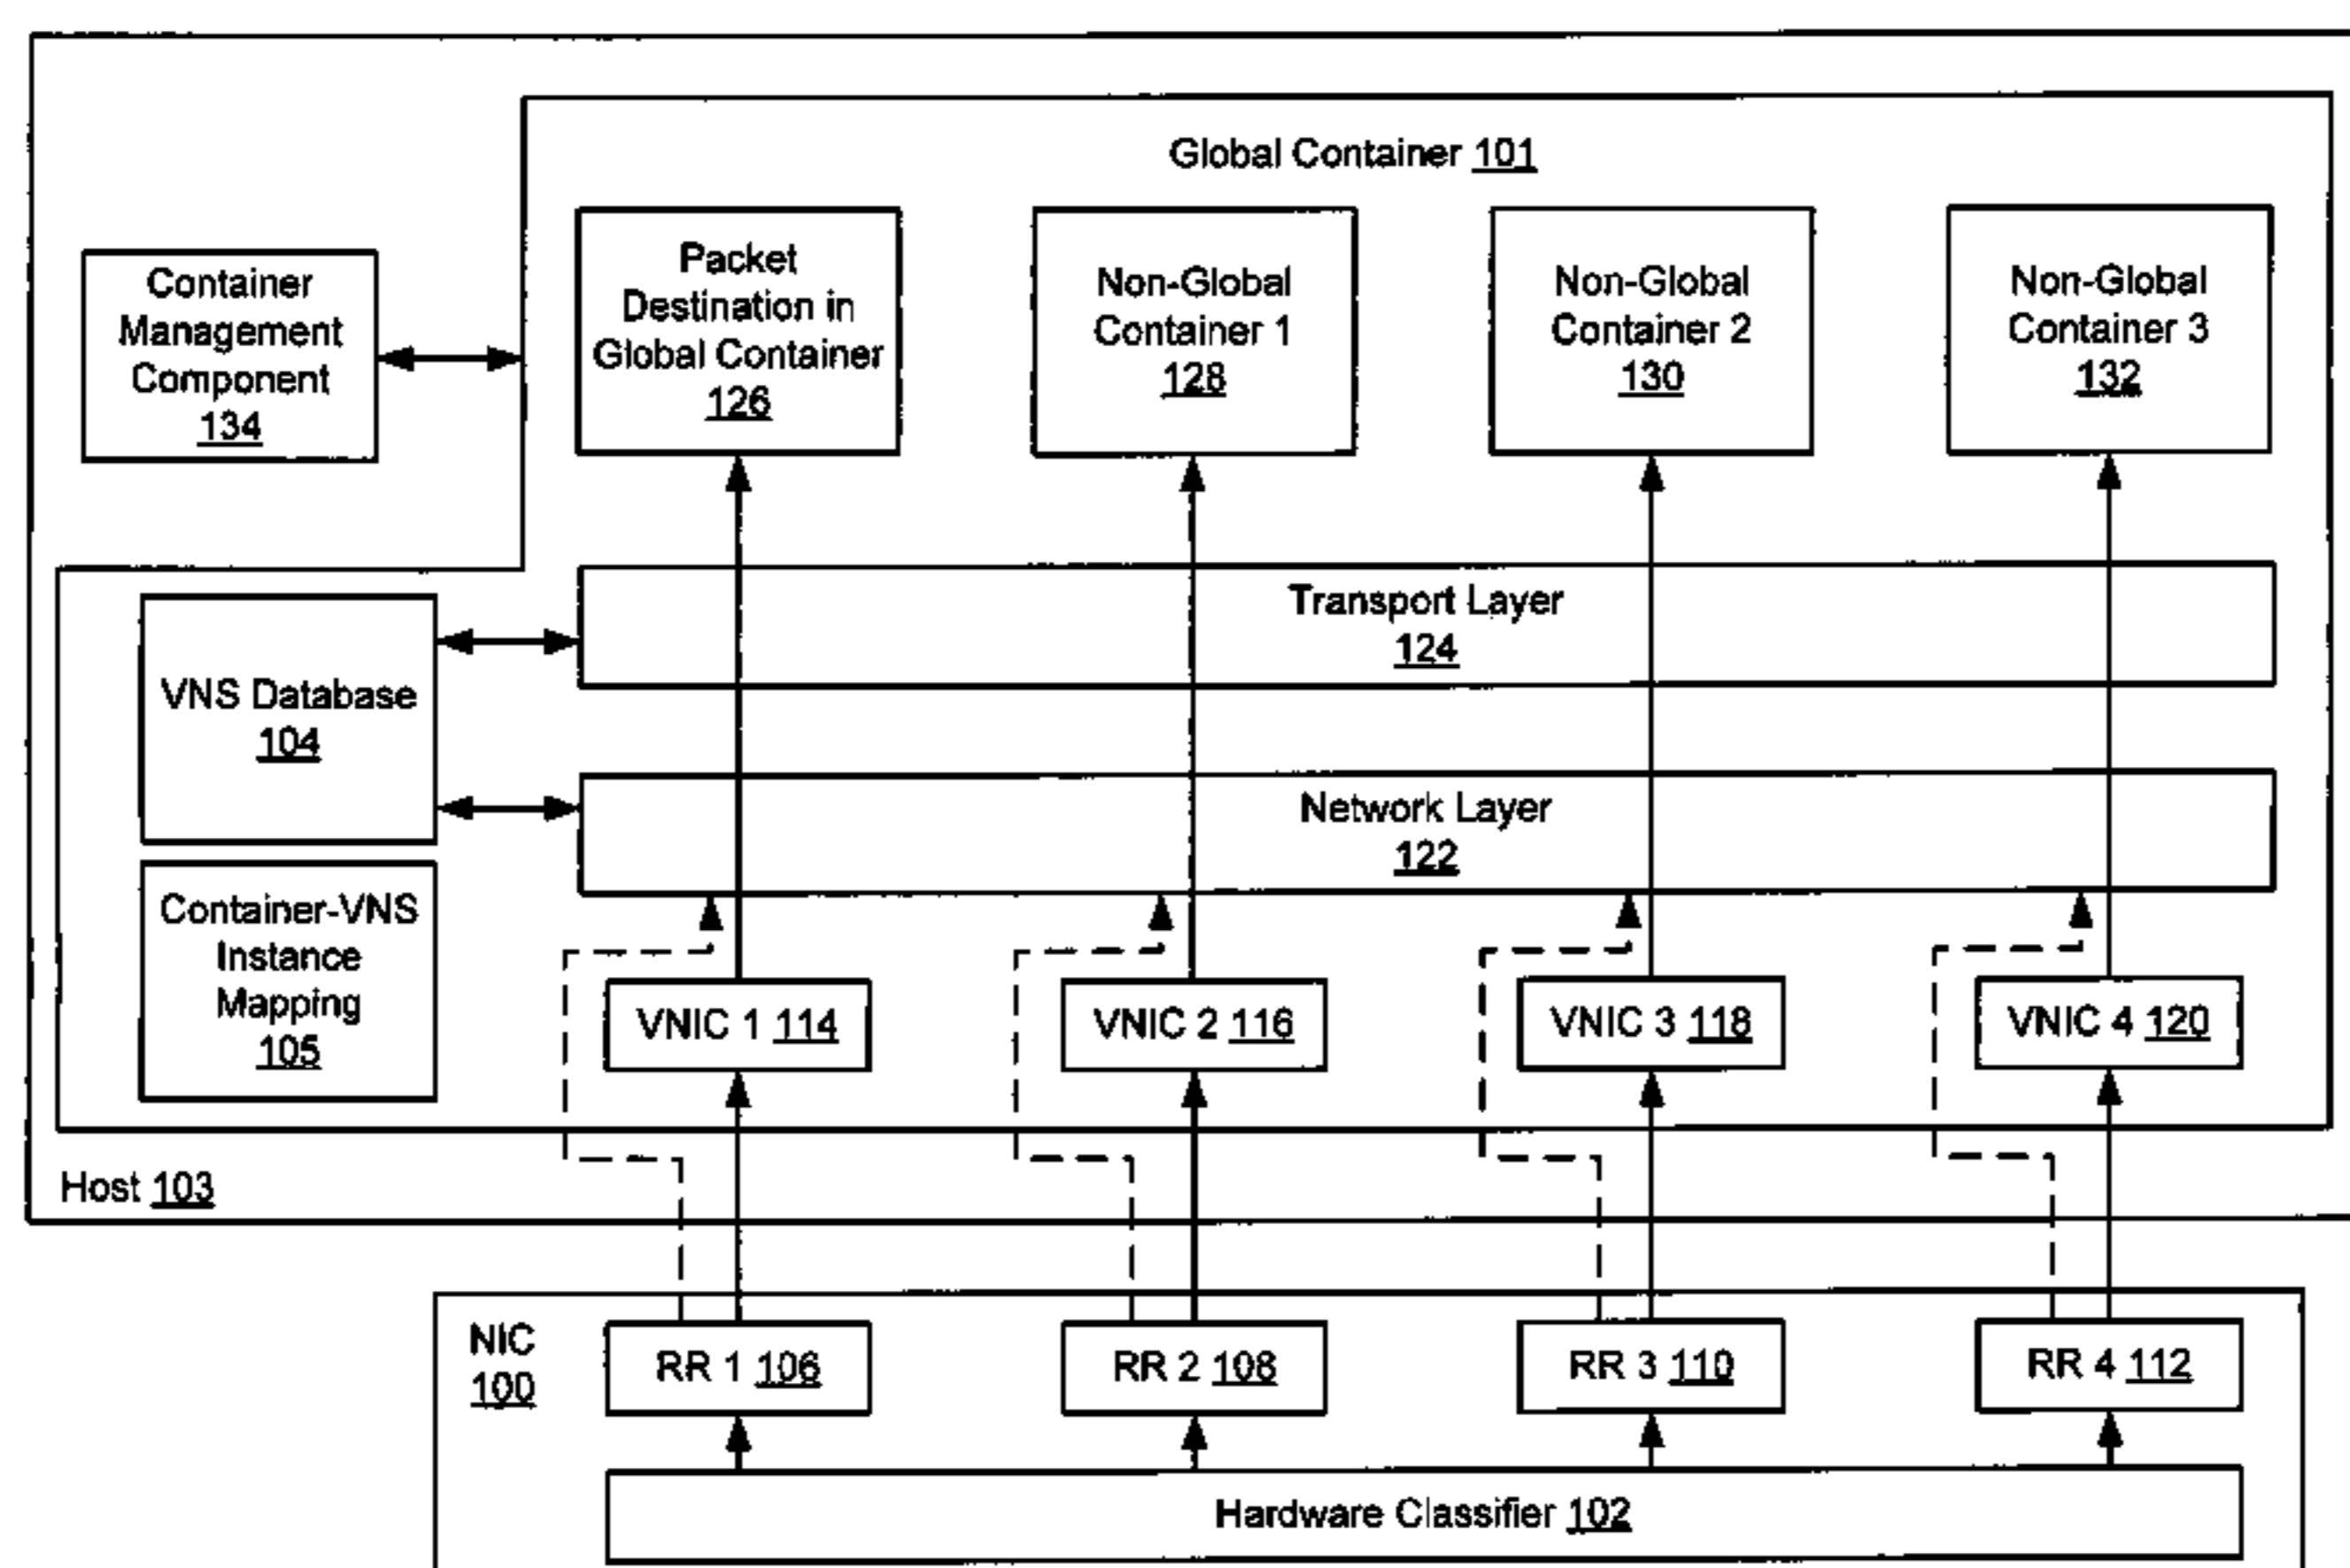 Global Container 101
Container
Management
Component
134
Packet
Destination in
Global Container
126
Non-Global
Container 1
128
Non-Global
Container 2
130
Non-Global
Container 3
132
Transport Layer
124
VNS Database
104
Network Layer
122
Container-VNS
Instance
Mapping
105
VNIC 1 114
VNIC 2 116
VNIC 3 118
VNIC 4 120
Host 103
NIC
100
RR 1 106
RR 2 108
RR 3 110
RR 4 112
Hardware Classifier 102